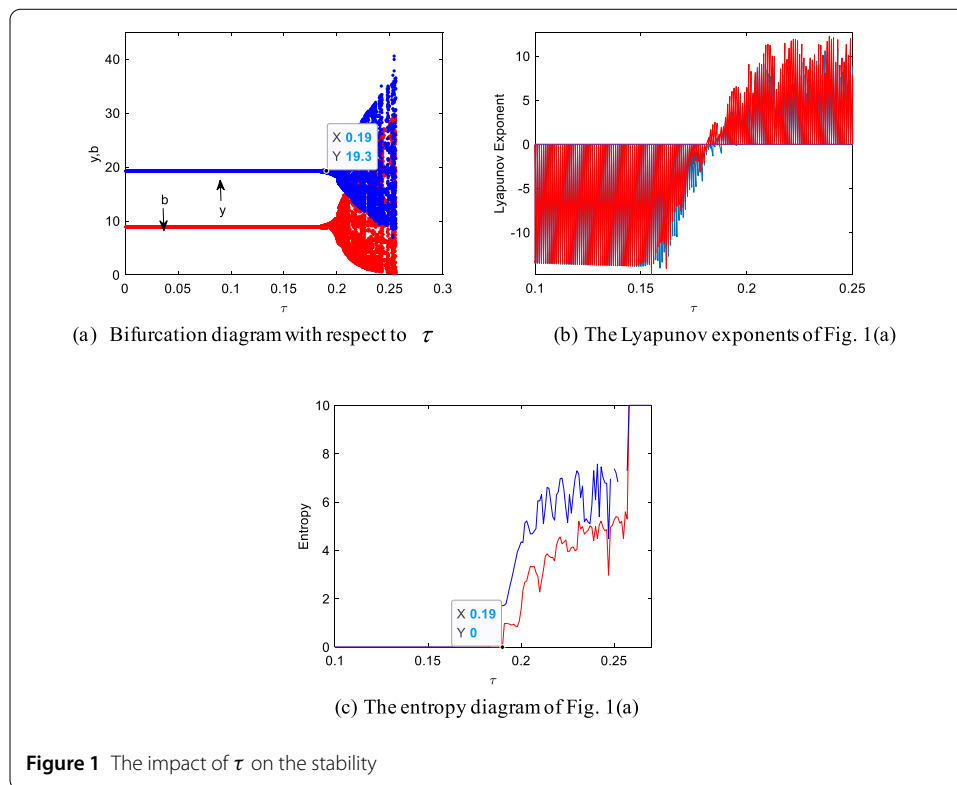 40
30
20
10
0
y,b
X 0.19
Y 19.3
b
y
0 0.05 0.1 0.15 0.2 0.25 0.3
τ
(a) Bifurcation diagram with respect to τ
10
5
0
-5
-10
Lyapunov Exponent
0.1 0.15 0.2 0.25
τ
(b) The Lyapunov exponents of Fig. 1(a)
10
8
6
4
2
0
Entropy
X 0.19
Y 0
0.1 0.15 0.2 0.25
τ
(c) The entropy diagram of Fig. 1(a)
Figure 1 The impact of τ on the stability